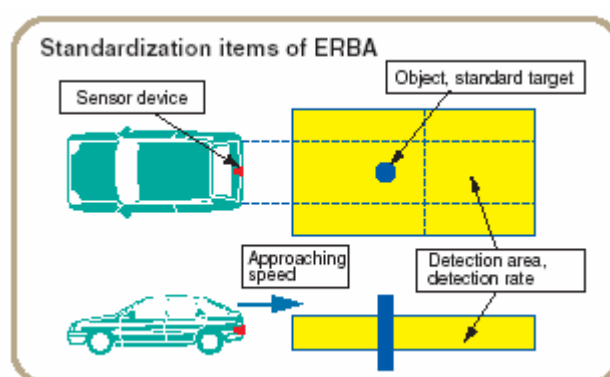 Standardization items of ERBA
Object, standard target
Sensor device
Approaching
speed
Detection area,
detection rate